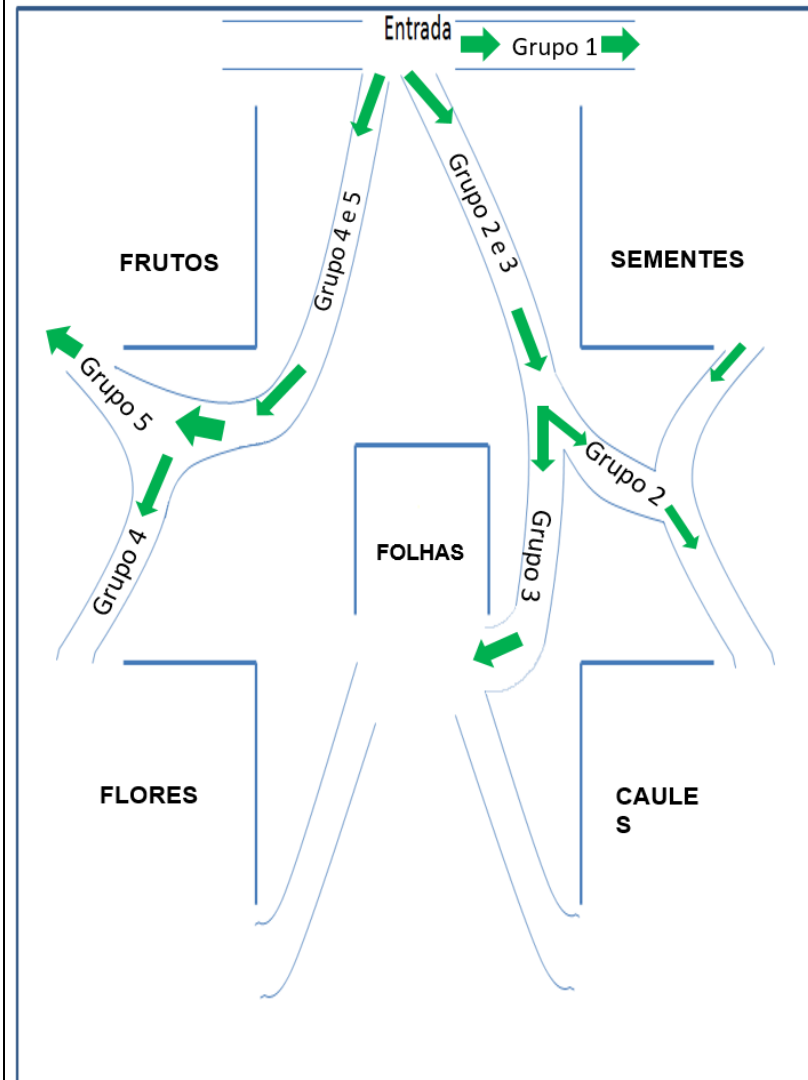 Entrada
Grupo 1
Grupo 4 e 5
Grupo 2 e 3
FRUTOS
SEMENTES
Grupo 5
Grupo 2
Grupo 4
FOLHAS
Grupo 3
FLORES
CAULE
S